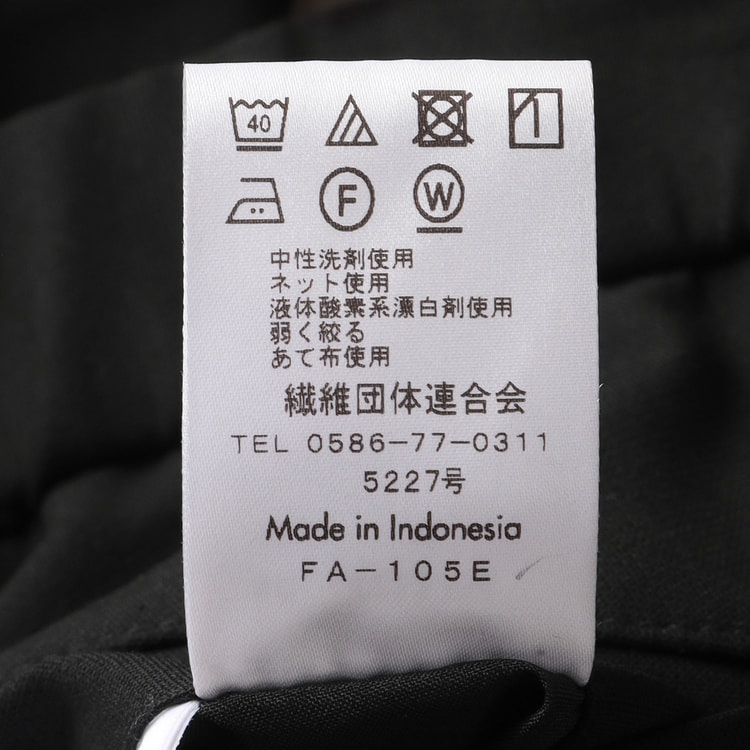 40
F W
中性洗剤使用
ネット使用
液体酸素系漂白剤使用
弱く絞る
あて布使用
繊維団体連合会
TEL 0586-77-0311
5227号
Made in Indonesia
FA-105E